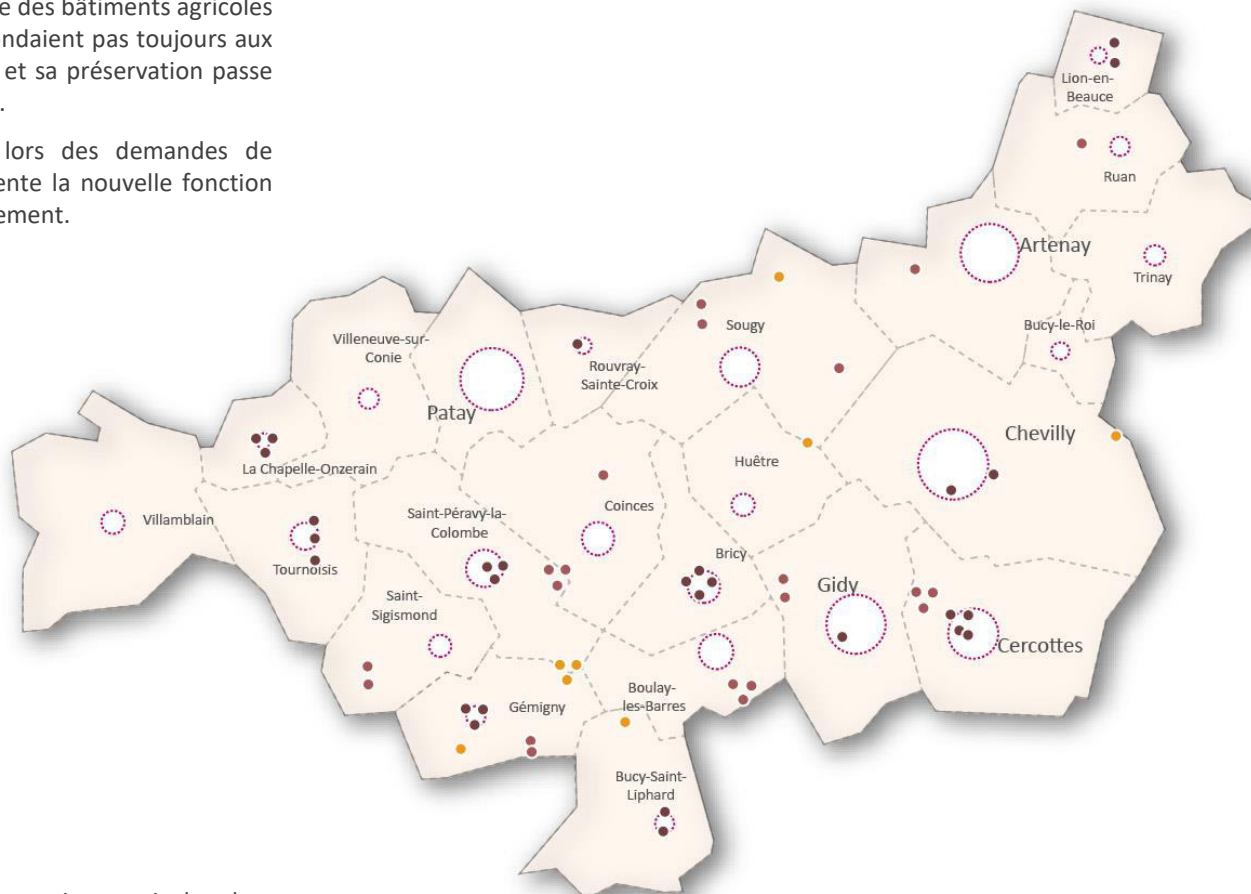 e des bâtiments agricoles
ndaient pas toujours aux
et sa préservation passe
.
lors des demandes de
ente la nouvelle fonction
ement.
Lion-en-
Beauce
Ruan
Artenay
Trinay
Bucy-le-Roi
Sougy
Villeneuve-sur-
Conie
Rouvray-
Sainte-Croix
Patay
Chevilly
La Chapelle-Onzerain
Huêtre
Villamblain
Saint-Péravy-la-
Colombe
Coinces
Tournoisis
Bricy
Gidy
Saint-
Sigismond
Cercottes
Boulay-
les-Barres
Gémigny
Bucy-Saint-
Liphard